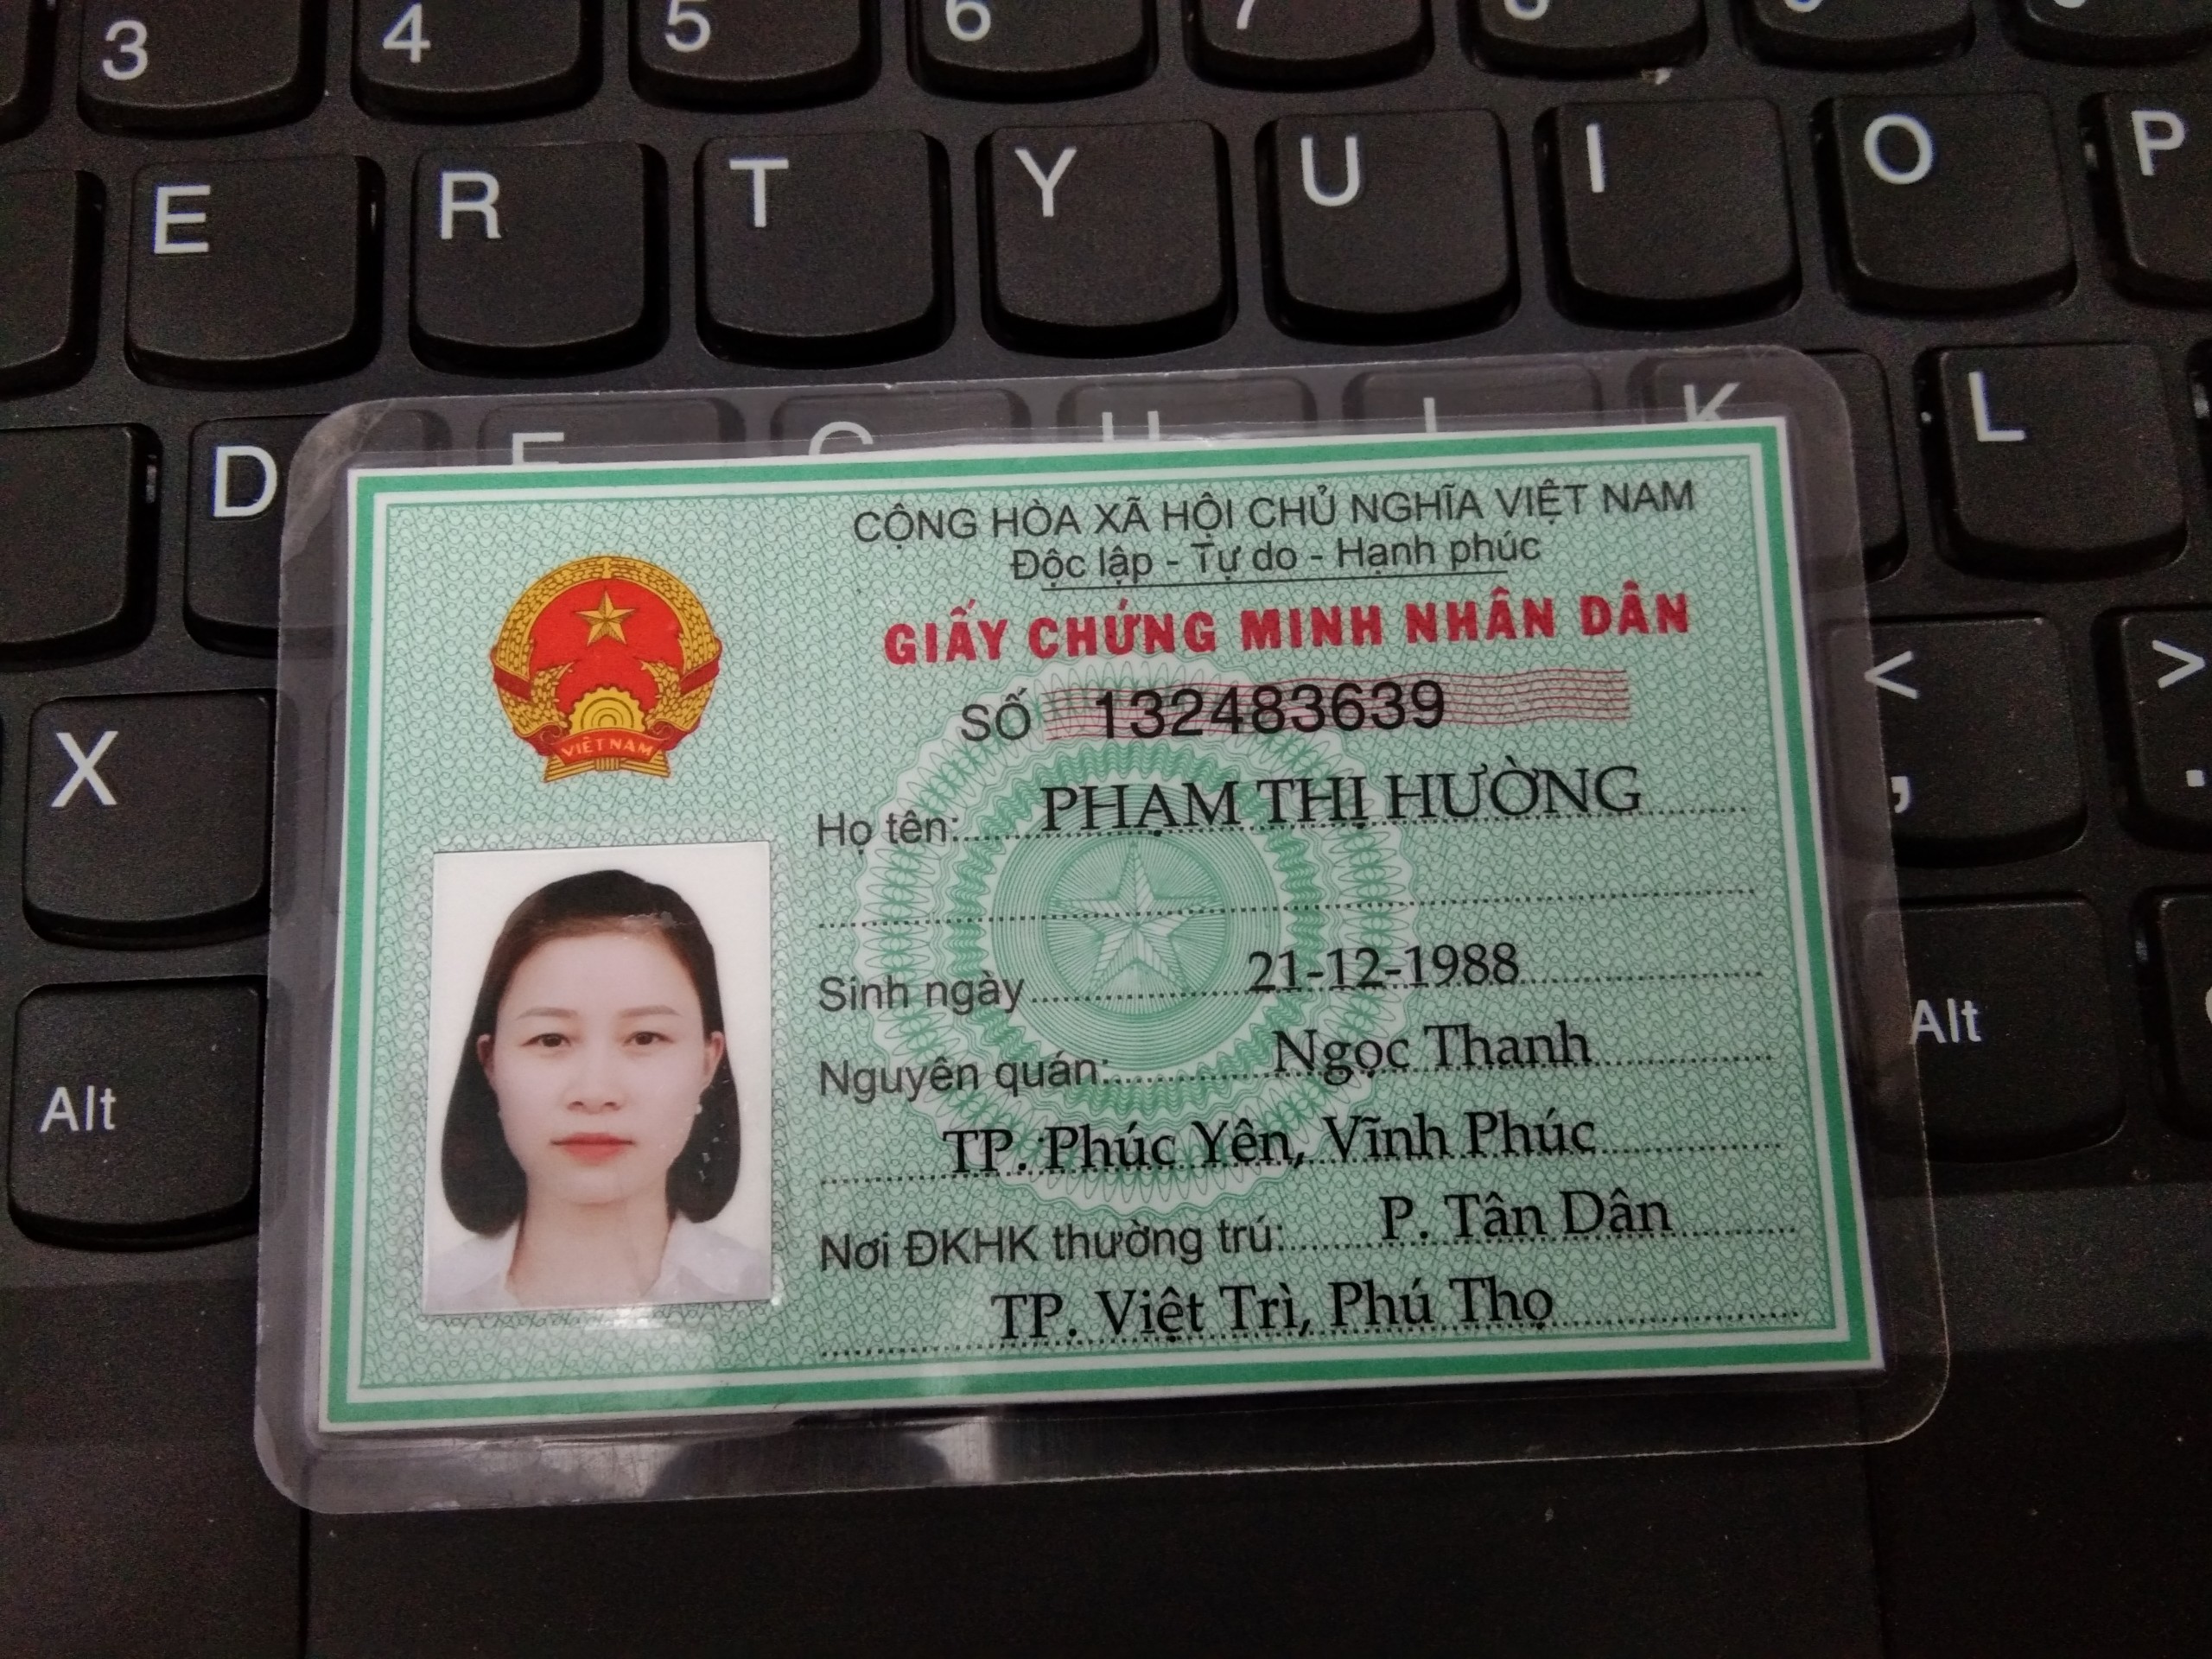 3 4 5 6 7
E R T Y U I O P
D K L
CỘNG HÒA XÃ HỘI CHỦ NGHĨA VIỆT NAM
Độc lập - Tự do - Hạnh phúc
GIẤY CHỨNG MINH NHÂN DÂN
SỐ 132483639
VIỆT NAM
Họ tên: PHẠM THỊ HƯỜNG
Sinh ngày 21-12-1988
Nguyên quán: Ngọc Thanh
TP. Phúc Yên, Vĩnh Phúc
Nơi ĐKHK thường trú: P. Tân Dân
TP. Việt Trì, Phú Thọ
X < , > .
Alt Alt